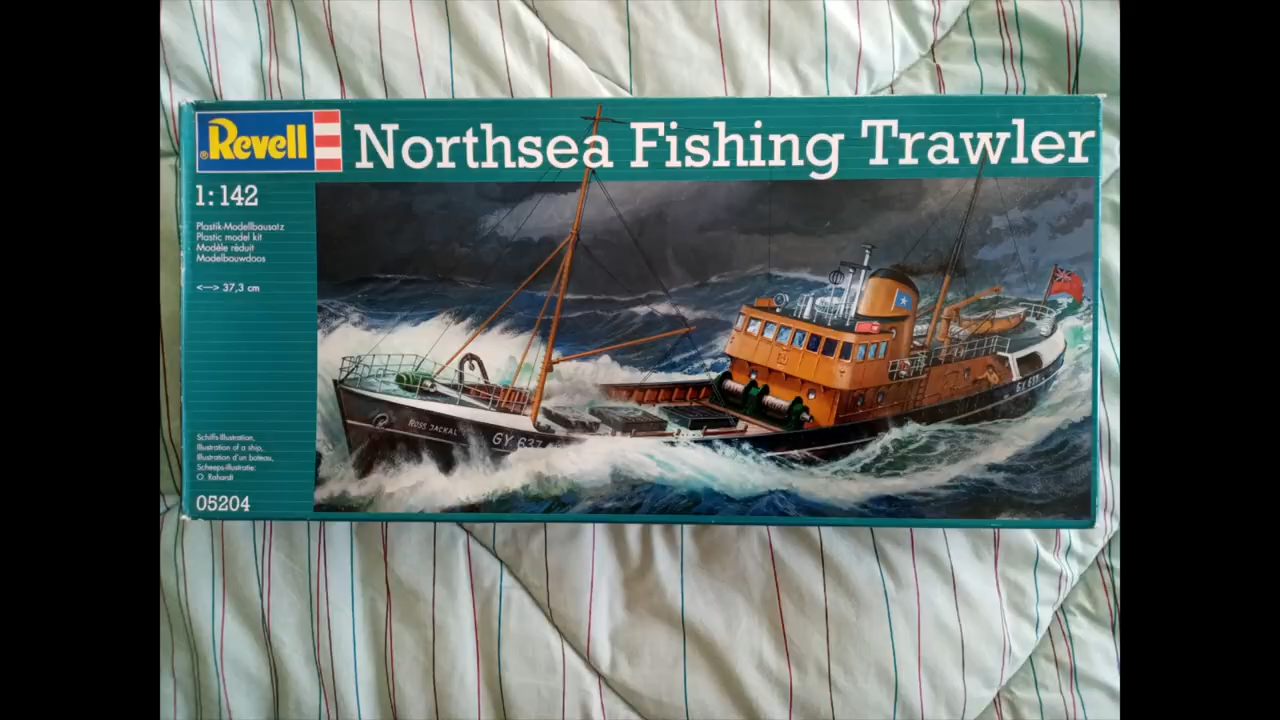 ®Revell
Northsea Fishing Trawler
1:142
Plastik-Modellbausatz
Plastic model kit
Modèle réduit
Modelbouwdoos
<—> 37,3 cm
ROSS JACKAL
GY 637
Schiffs-Illustration,
Illustration of a ship,
Illustration d'un bateau,
Scheeps-illustratie:
O. Rahardt
05204